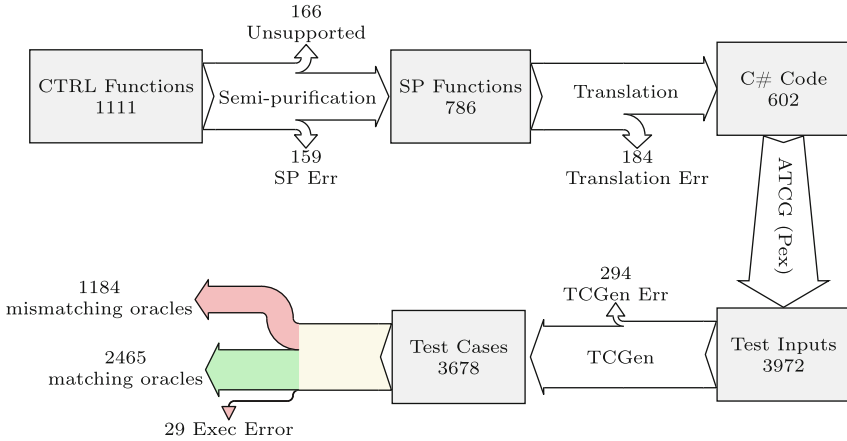 166
Unsupported
CTRL Functions
1111
Semi-purification
159
SP Err
SP Functions
786
Translation
184
Translation Err
C# Code
602
ATCG (Pex)
Test Inputs
3972
294
TCGen Err
TCGen
Test Cases
3678
1184
mismatching oracles
2465
matching oracles
29 Exec Error